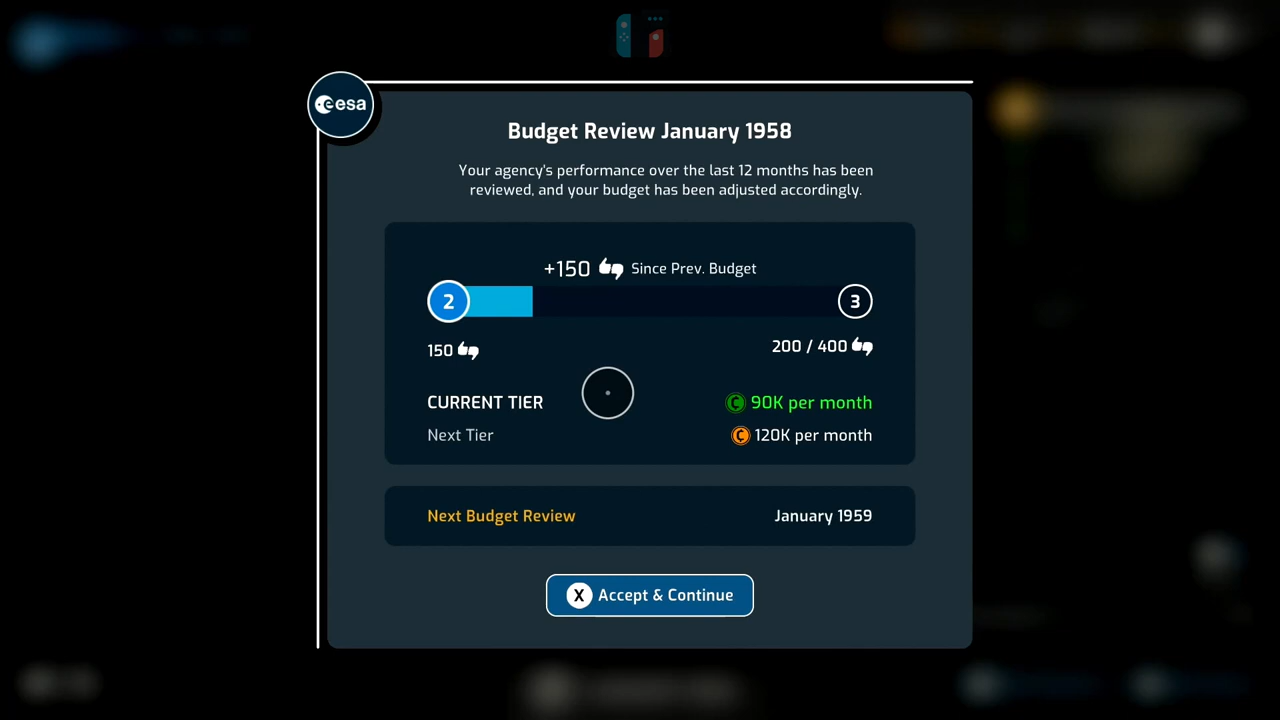 esa
Budget Review January 1958
Your agency's performance over the last 12 months has been
reviewed, and your budget has been adjusted accordingly.
+150 Since Prev. Budget
2 3
150 200 / 400
CURRENT TIER C 90K per month
Next Tier C 120K per month
Next Budget Review January 1959
X Accept & Continue